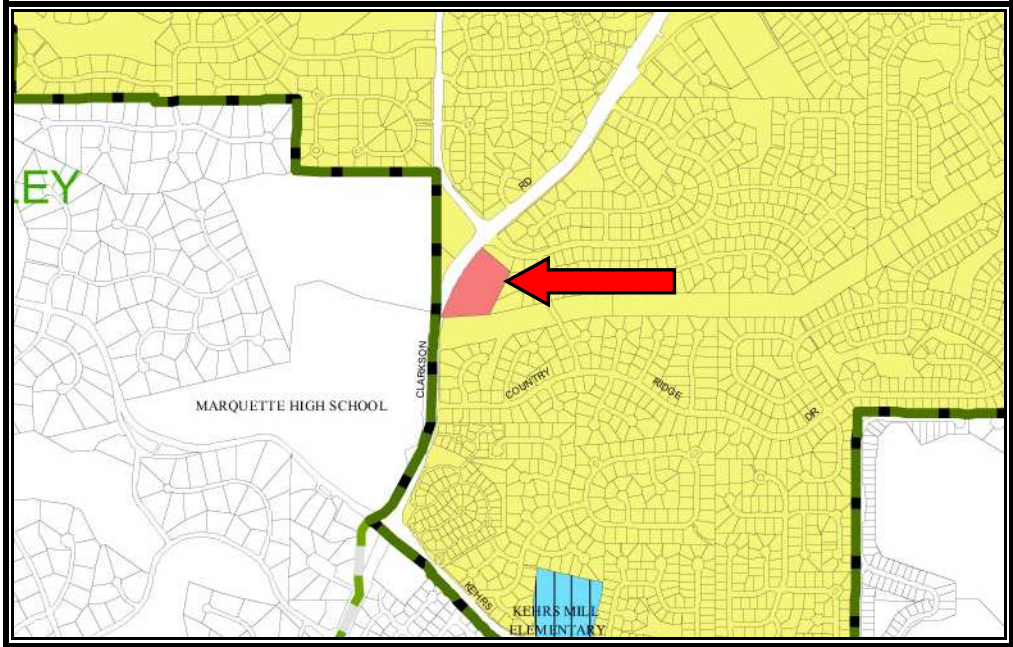 LEY
RD
CLARKSON
COUNTRY
RIDGE
DR
MARQUETTE HIGH SCHOOL
KEHRS
KEHRS MILL
ELEMENTARY